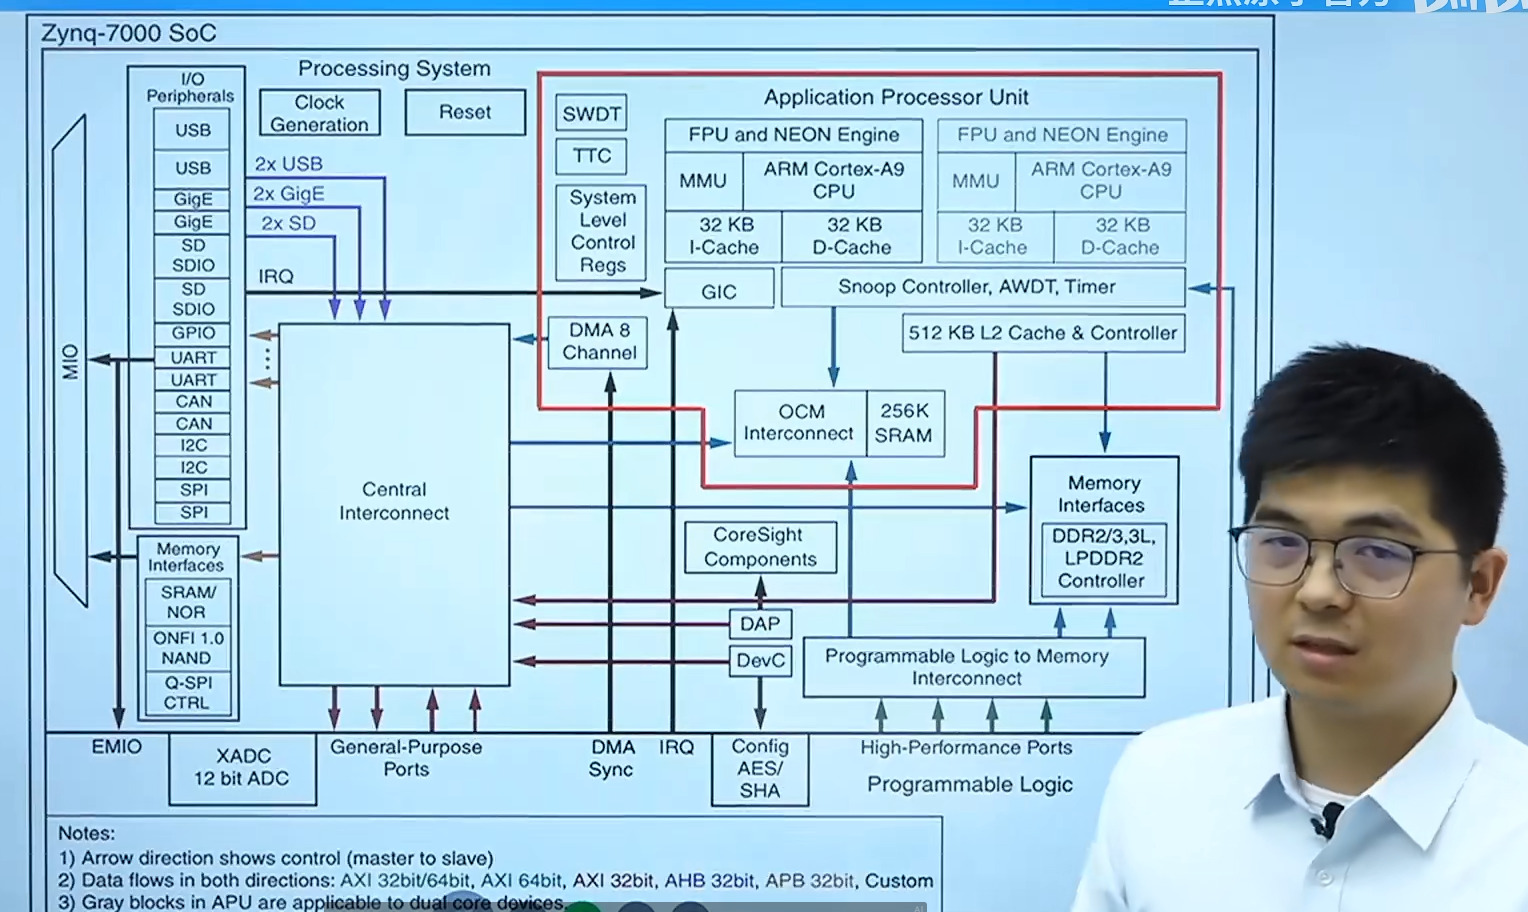 Zynq-7000 SoC
Processing System
I/O
Peripherals
USB
USB
GigE
GigE
SD
SDIO
SD
SDIO
GPIO
UART
UART
CAN
CAN
I2C
I2C
SPI
SPI
MIO
Clock
Generation
Reset
2x USB
2x GigE
2x SD
IRQ
SWDT
TTC
System
Level
Control
Regs
Application Processor Unit
FPU and NEON Engine
MMU
ARM Cortex-A9
CPU
32 KB
I-Cache
32 KB
D-Cache
FPU and NEON Engine
MMU
ARM Cortex-A9
CPU
32 KB
I-Cache
32 KB
D-Cache
GIC
Snoop Controller, AWDT, Timer
DMA 8
Channel
512 KB L2 Cache & Controller
OCM
Interconnect
256K
SRAM
Central
Interconnect
Memory
Interfaces
DDR2/3,3L,
LPDDR2
Controller
CoreSight
Components
DAP
DevC
Programmable Logic to Memory
Interconnect
Memory
Interfaces
SRAM/
NOR
ONFI 1.0
NAND
Q-SPI
CTRL
EMIO
XADC
12 bit ADC
General-Purpose
Ports
DMA
Sync
IRQ
Config
AES/
SHA
High-Performance Ports
Programmable Logic
Notes:
1) Arrow direction shows control (master to slave)
2) Data flows in both directions: AXI 32bit/64bit, AXI 64bit, AXI 32bit, AHB 32bit, APB 32bit, Custom
3) Gray blocks in APU are applicable to dual core devices.